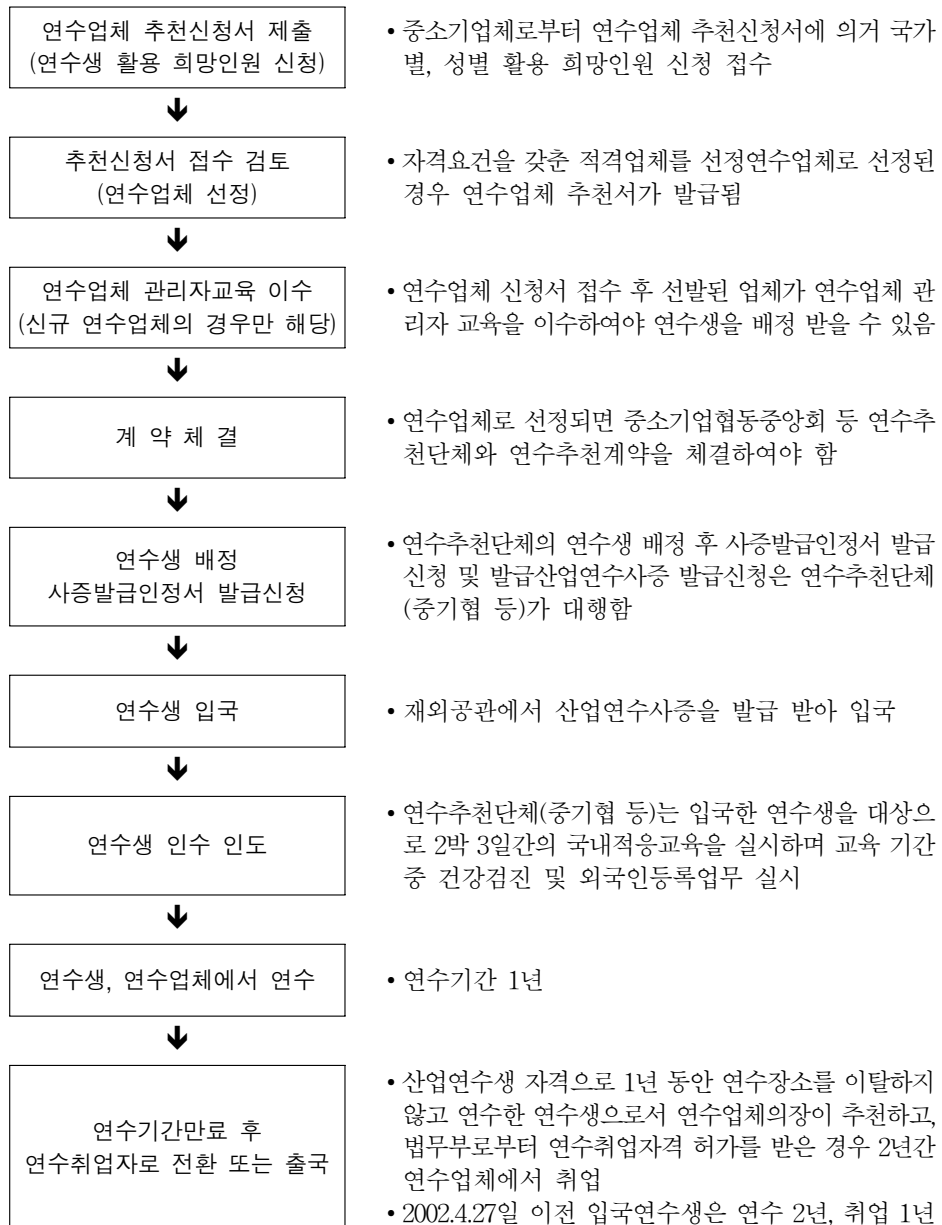 연수업체 추천신청서 제출
(연수생 활용 희망인원 신청)
• 중소기업체로부터 연수업체 추천신청서에 의거 국가
별, 성별 활용 희망인원 신청 접수
추천신청서 접수 검토
(연수업체 선정)
• 자격요건을 갖춘 적격업체를 선정연수업체로 선정된
경우 연수업체 추천서가 발급됨
연수업체 관리자교육 이수
(신규 연수업체의 경우만 해당)
• 연수업체 신청서 접수 후 선발된 업체가 연수업체 관
리자 교육을 이수하여야 연수생을 배정 받을 수 있음
계 약 체 결
• 연수업체로 선정되면 중소기업협동중앙회 등 연수추
천단체와 연수추천계약을 체결하여야 함
연수생 배정
사증발급인정서 발급신청
• 연수추천단체의 연수생 배정 후 사증발급인정서 발급
신청 및 발급산업연수사증 발급신청은 연수추천단체
(중기협 등)가 대행함
연수생 입국
• 재외공관에서 산업연수사증을 발급 받아 입국
연수생 인수 인도
• 연수추천단체(중기협 등)는 입국한 연수생을 대상으
로 2박 3일간의 국내적응교육을 실시하며 교육 기간
중 건강검진 및 외국인등록업무 실시
연수생, 연수업체에서 연수
• 연수기간 1년
연수기간만료 후
연수취업자로 전환 또는 출국
• 산업연수생 자격으로 1년 동안 연수장소를 이탈하지
않고 연수한 연수생으로서 연수업체의장이 추천하고,
법무부로부터 연수취업자격 허가를 받은 경우 2년간
연수업체에서 취업
• 2002.4.27일 이전 입국연수생은 연수 2년, 취업 1년